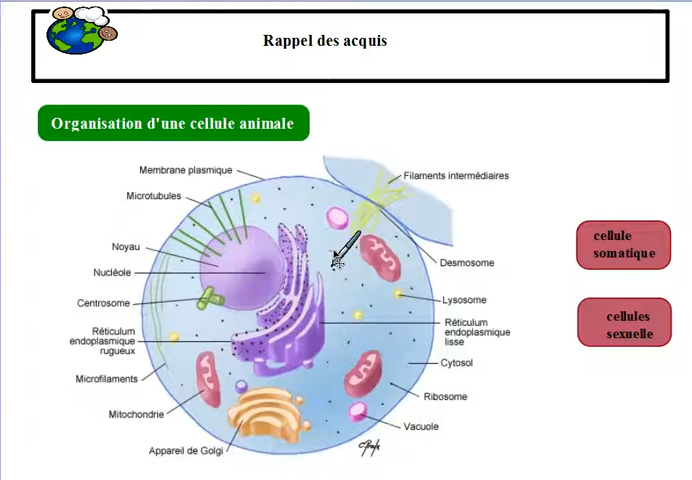 Rappel des acquis
Organisation d'une cellule animale
Membrane plasmique
Filaments intermédiaires
Microtubules
Noyau
Nucléole
Centrosome
Réticulum
endoplasmique
rugueux
Microfilaments
Mitochondrie
Appareil de Golgi
Desmosome
Lysosome
Réticulum
endoplasmique
lisse
Cytosol
Ribosome
Vacuole
cellule
somatique
cellules
sexuelle